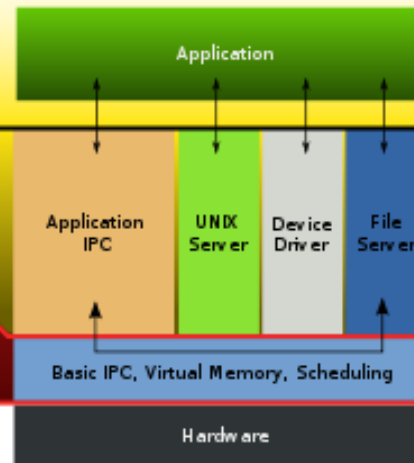 Application
Application
IPC
UNIX
Server
Device
Driver
File
Server
Basic IPC, Virtual Memory, Scheduling
Hardware